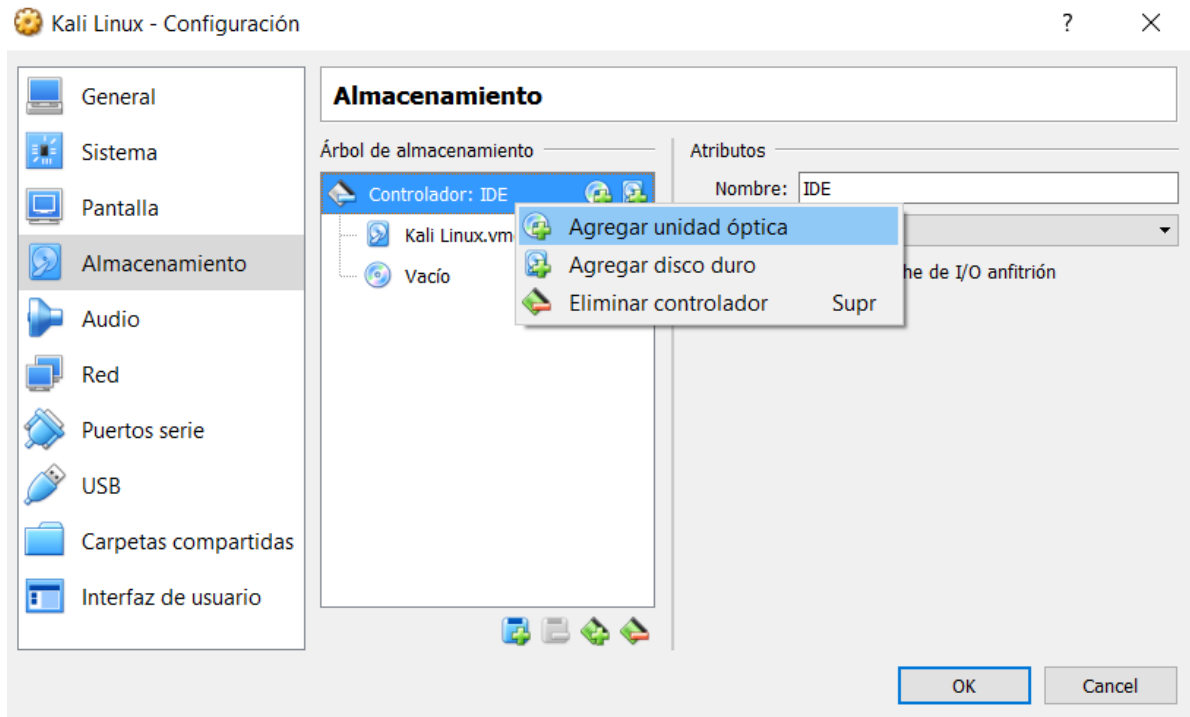 Kali Linux - Configuración ?
General
Sistema
Pantalla
Almacenamiento
Audio
Red
Puertos serie
USB
Carpetas compartidas
Interfaz de usuario
Almacenamiento
Árbol de almacenamiento
Controlador: IDE
Kali Linux.vm
Vacío
Agregar unidad óptica
Agregar disco duro
Eliminar controlador Supr
Atributos
Nombre: IDE
he de I/O anfitrión
OK Cancel